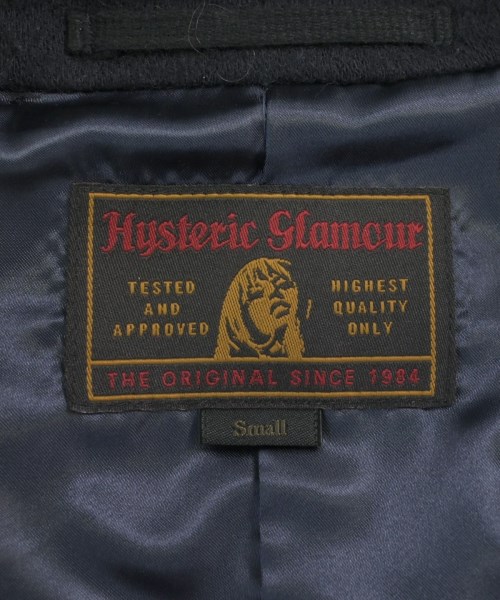 Hysteric Glamour
TESTED
AND
APPROVED
HIGHEST
QUALITY
ONLY
THE ORIGINAL SINCE 1984
Small